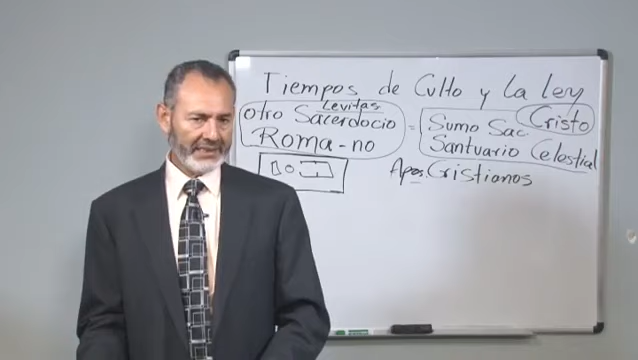 Tiempos de Culto y la Ley
Levitas
otro Sacerdocio
Roma-no
=
Cristo
Sumo Sac.
Santuario Celestial
Apos. Cristianos